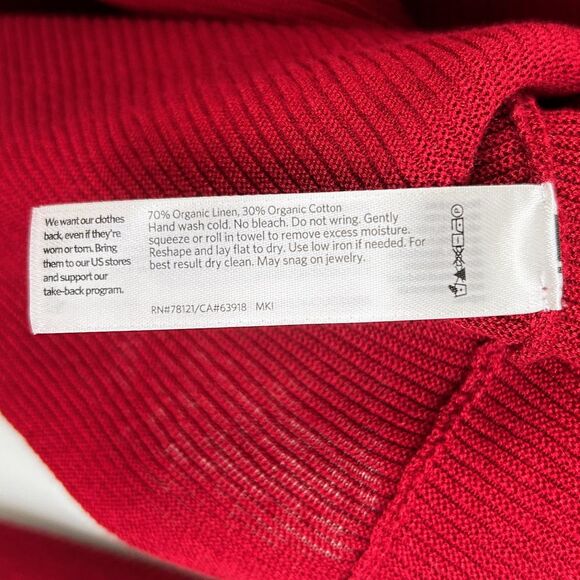 We want our clothes
back, even if they're
worn or torn. Bring
them to our US stores
and support our
take-back program.
70% Organic Linen, 30% Organic Cotton
Hand wash cold. No bleach. Do not wring. Gently
squeeze or roll in towel to remove excess moisture.
Reshape and lay flat to dry. Use low iron if needed. For
best result dry clean. May snag on jewelry.
RN#78121/CA#63918 MKI